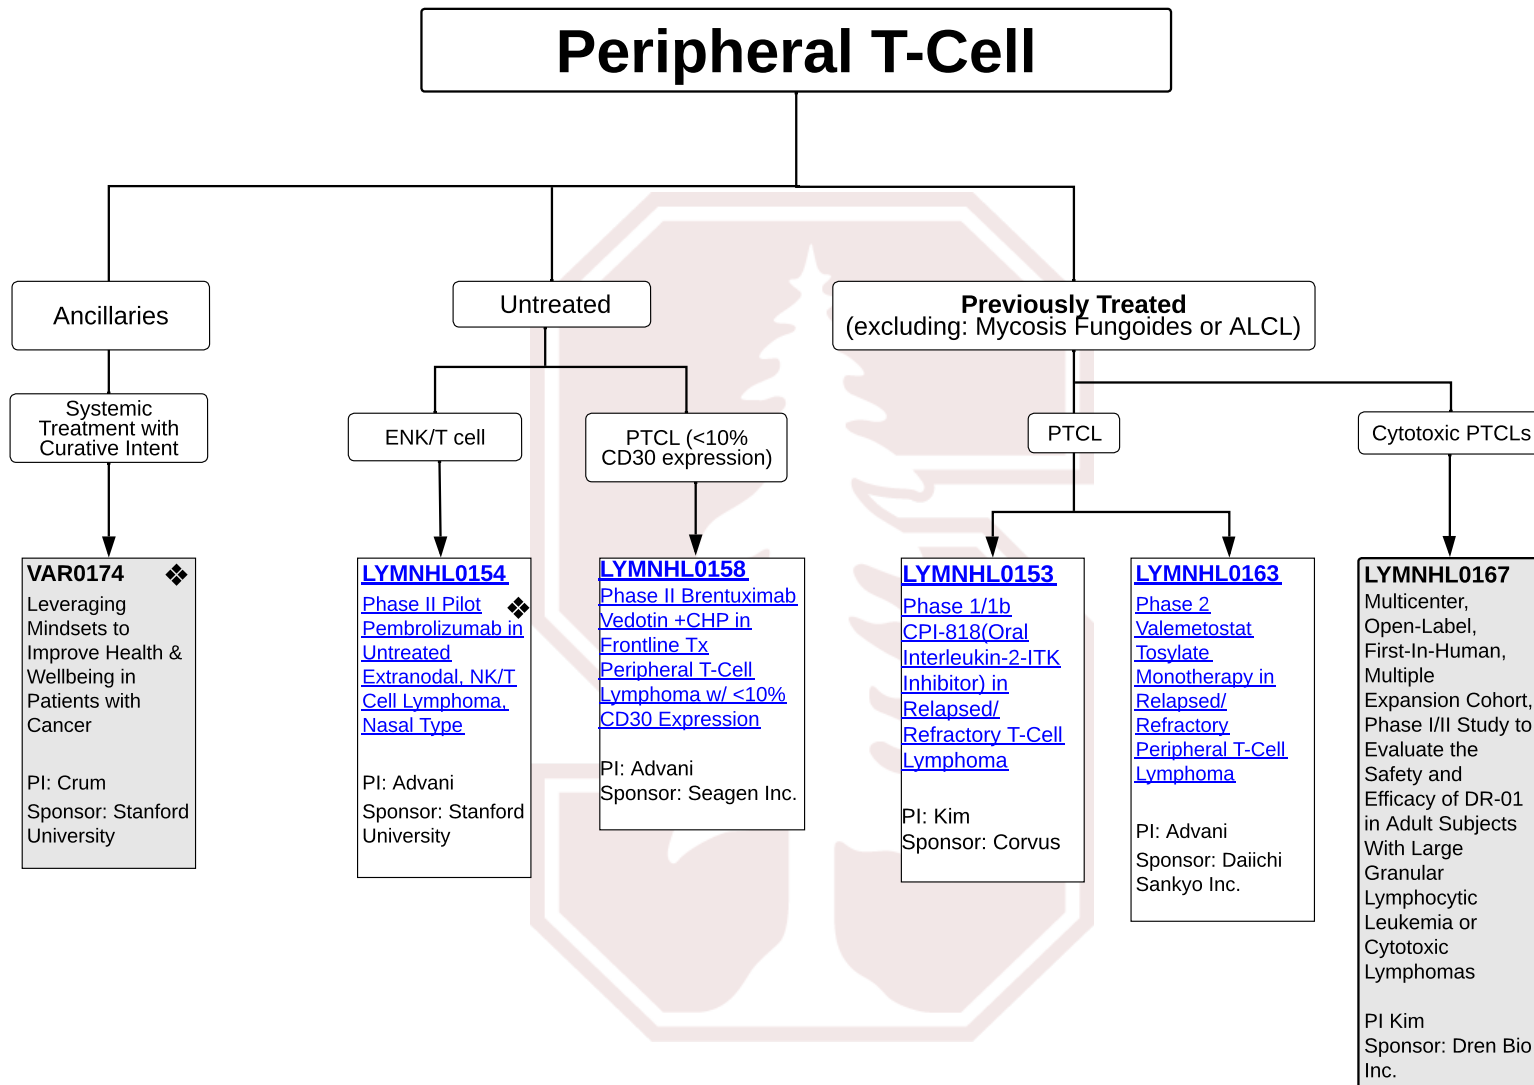 Peripheral T-Cell
Ancillaries
Systemic
Treatment with
Curative Intent
VAR0174 ❖
Leveraging
Mindsets to
Improve Health &
Wellbeing in
Patients with
Cancer
PI: Crum
Sponsor: Stanford
University
Untreated
ENK/T cell
LYMNHL0154
Phase II Pilot ❖
Pembrolizumab in
Untreated
Extranodal, NK/T
Cell Lymphoma,
Nasal Type
PI: Advani
Sponsor: Stanford
University
PTCL (<10%
CD30 expression)
LYMNHL0158
Phase II Brentuximab
Vedotin +CHP in
Frontline Tx
Peripheral T-Cell
Lymphoma w/ <10%
CD30 Expression
PI: Advani
Sponsor: Seagen Inc.
Previously Treated
(excluding: Mycosis Fungoides or ALCL)
PTCL
LYMNHL0153
Phase 1/1b
CPI-818(Oral
Interleukin-2-ITK
Inhibitor) in
Relapsed/
Refractory T-Cell
Lymphoma
PI: Kim
Sponsor: Corvus
LYMNHL0163
Phase 2
Valemetostat
Tosylate
Monotherapy in
Relapsed/
Refractory
Peripheral T-Cell
Lymphoma
PI: Advani
Sponsor: Daiichi
Sankyo Inc.
Cytotoxic PTCLs
LYMNHL0167
Multicenter,
Open-Label,
First-In-Human,
Multiple
Expansion Cohort,
Phase I/II Study to
Evaluate the
Safety and
Efficacy of DR-01
in Adult Subjects
With Large
Granular
Lymphocytic
Leukemia or
Cytotoxic
Lymphomas
PI Kim
Sponsor: Dren Bio
Inc.